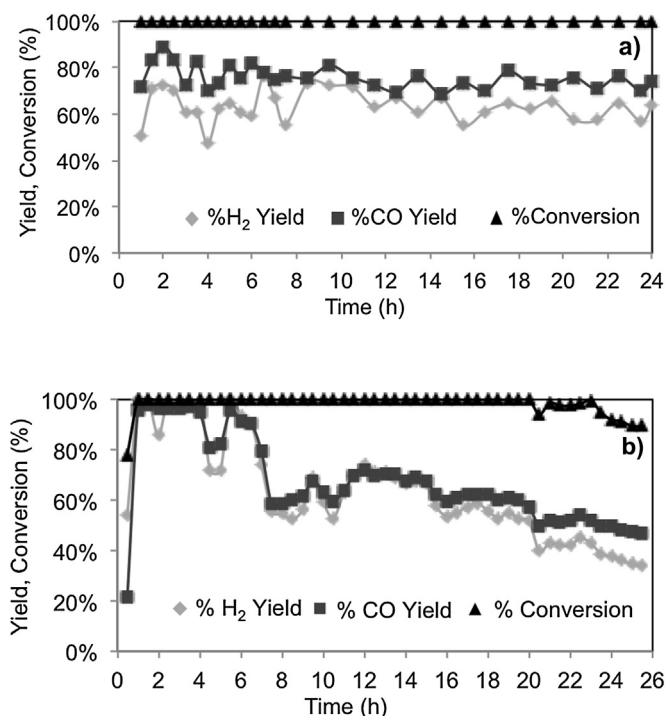 100%
a)
80%
60%
40%
20%
0%
Yield, Conversion (%)
%H₂ Yield %CO Yield %Conversion
0 2 4 6 8 10 12 14 16 18 20 22 24
Time (h)
100%
b)
80%
60%
40%
20%
0%
Yield, Conversion (%)
% H₂ Yield % CO Yield % Conversion
0 2 4 6 8 10 12 14 16 18 20 22 24 26
Time (h)